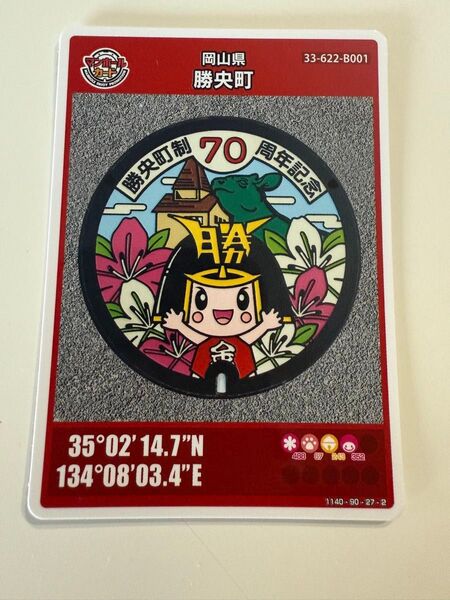 マンホールカード
岡山県
勝央町
33-622-B001
勝央町制70周年記念
勝
金
35°02'14.7"N
134°08'03.4"E
1140-90-27-2